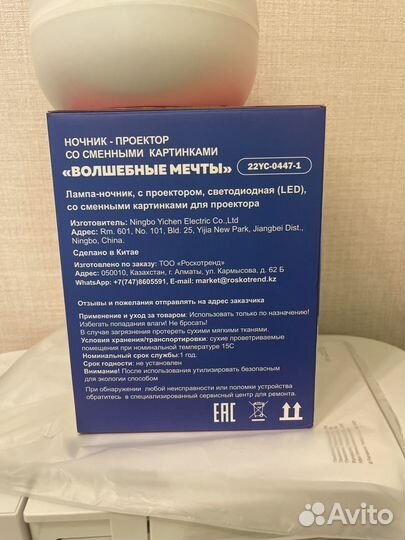 НОЧНИК - ПРОЕКТОР
СО СМЕННЫМИ КАРТИНКАМИ
«ВОЛШЕБНЫЕ МЕЧТЫ» 22YC-0447-1
Лампа-ночник, с проектором, светодиодная (LED),
со сменными картинками для проектора
Изготовитель: Ningbo Yichen Electric Co.,Ltd
Адрес: Rm. 601, No. 101, Bld. 25, Yijia New Park, Jiangbei Dist.,
Ningbo, China.
Сделано в Китае
Изготовлено по заказу: ТОО «Роскотренд»
Адрес: 050010, Казахстан, г. Алматы, ул. Кармысова, д. 62 Б
WhatsApp: +7(747)8605591, E-mail: market@roskotrend.kz
Отзывы и пожелания отправлять на адрес заказчика
Применение и уход за товаром: Использовать только по назначению!
Избегать попадания влаги! Не бросать!
В случае загрязнения протереть сухими мягкими тканями.
Условия хранения/транспортировки: сухие проветриваемые
помещения при номинальной температуре 15С
Номинальный срок службы:1 год.
Срок годности: не установлен
Внимание! После использования утилизировать безопасным
для экологии способом
При обнаружении любой неисправности или поломки устройства
обратитесь в специализированный сервисный центр для ремонта.
EAC
Avito